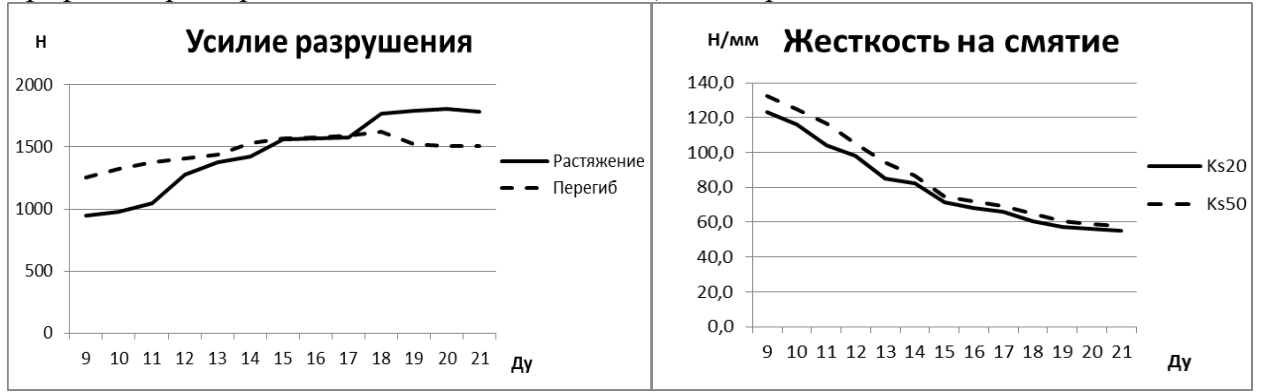 Н
Усилие разрушения
2000
1500
1000
500
0
9 10 11 12 13 14 15 16 17 18 19 20 21
Ду
Растяжение
Перегиб
Н/мм
Жесткость на смятие
140,0
120,0
100,0
80,0
60,0
40,0
20,0
0,0
9 10 11 12 13 14 15 16 17 18 19 20 21
Ду
Ks20
Ks50